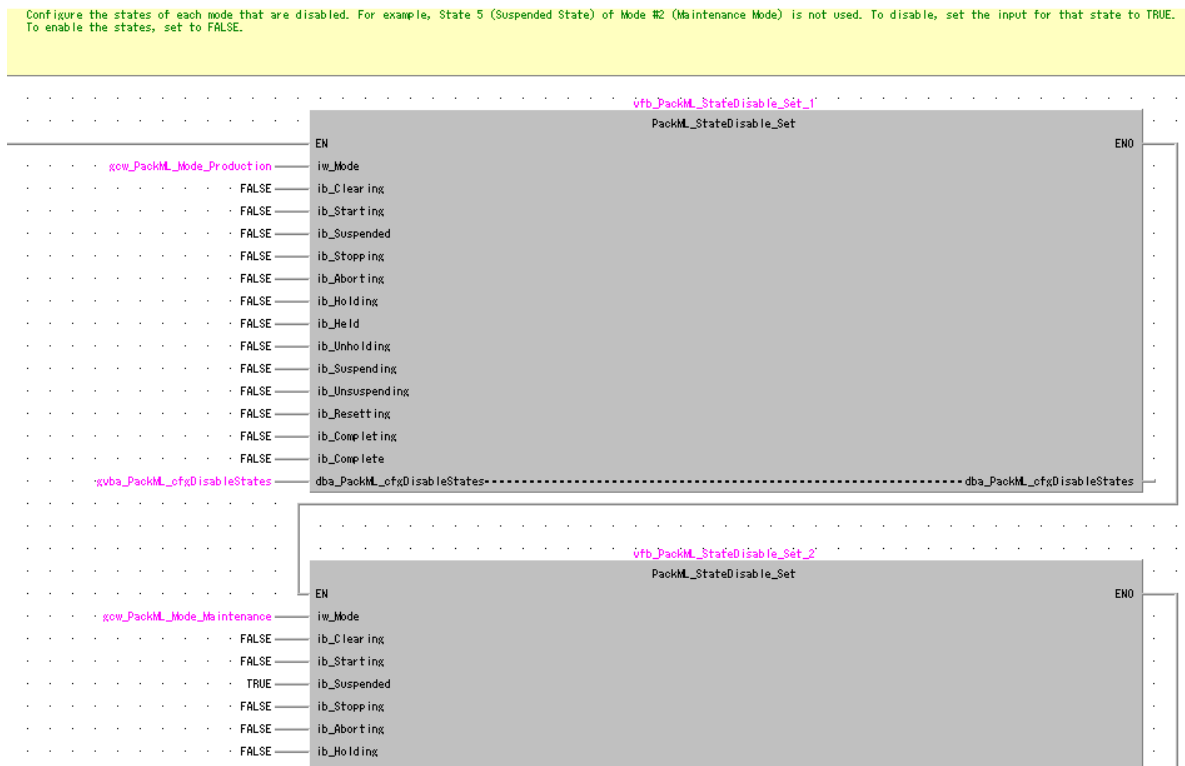 Configure the states of each mode that are disabled. For example, State 5 (Suspended State) of Mode #2 (Maintenance Mode) is not used. To disable, set the input for that state to TRUE.
To enable the states, set to FALSE.
vfb_PackML_StateDisable_Set_1
PackML_StateDisable_Set
EN ENO
gcw_PackML_Mode_Production iw_Mode
FALSE ib_Clearing
FALSE ib_Starting
FALSE ib_Suspended
FALSE ib_Stopping
FALSE ib_Aborting
FALSE ib_Holding
FALSE ib_Held
FALSE ib_Unholding
FALSE ib_Suspending
FALSE ib_Unsuspending
FALSE ib_Resetting
FALSE ib_Completing
FALSE ib_Complete
gvba_PackML_cfgDisableStates dba_PackML_cfgDisableStates dba_PackML_cfgDisableStates
vfb_PackML_StateDisable_Set_2
PackML_StateDisable_Set
EN ENO
gcw_PackML_Mode_Maintenance iw_Mode
FALSE ib_Clearing
FALSE ib_Starting
TRUE ib_Suspended
FALSE ib_Stopping
FALSE ib_Aborting
FALSE ib_Holding